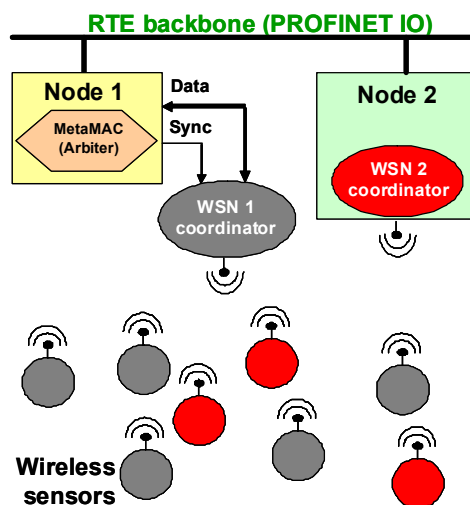 RTE backbone (PROFINET IO)
Node 1
MetaMAC
(Arbiter)
Data
Sync
Node 2
WSN 1
coordinator
WSN 2
coordinator
Wireless
sensors